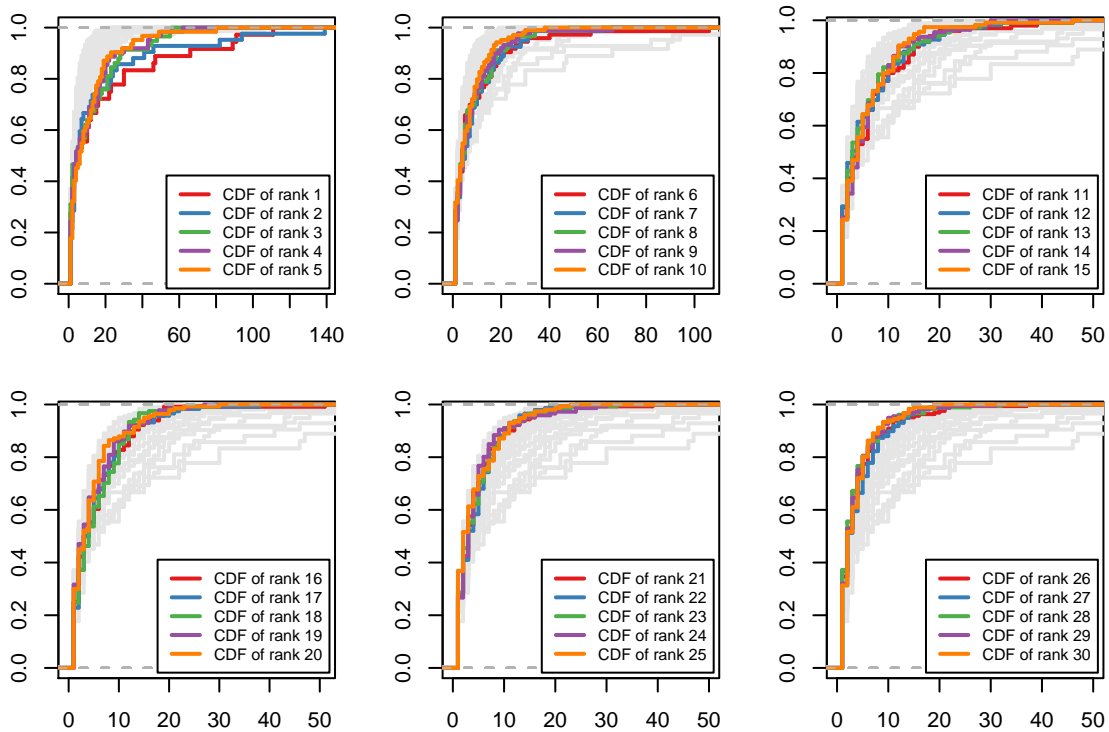 0.0 0.2 0.4 0.6 0.8 1.0
CDF of rank 1
CDF of rank 2
CDF of rank 3
CDF of rank 4
CDF of rank 5
0 20 60 100 140
0.0 0.2 0.4 0.6 0.8 1.0
CDF of rank 6
CDF of rank 7
CDF of rank 8
CDF of rank 9
CDF of rank 10
0 20 40 60 80 100
0.0 0.2 0.4 0.6 0.8 1.0
CDF of rank 11
CDF of rank 12
CDF of rank 13
CDF of rank 14
CDF of rank 15
0 10 20 30 40 50
0.0 0.2 0.4 0.6 0.8 1.0
CDF of rank 16
CDF of rank 17
CDF of rank 18
CDF of rank 19
CDF of rank 20
0 10 20 30 40 50
0.0 0.2 0.4 0.6 0.8 1.0
CDF of rank 21
CDF of rank 22
CDF of rank 23
CDF of rank 24
CDF of rank 25
0 10 20 30 40 50
0.0 0.2 0.4 0.6 0.8 1.0
CDF of rank 26
CDF of rank 27
CDF of rank 28
CDF of rank 29
CDF of rank 30
0 10 20 30 40 50